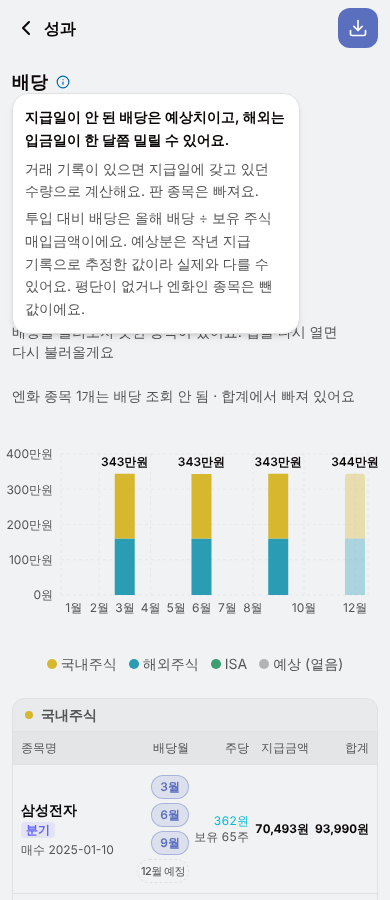 성과
배당
지급일이 안 된 배당은 예상치이고, 해외는
입금일이 한 달쯤 밀릴 수 있어요.
거래 기록이 있으면 지급일에 갖고 있던
수량으로 계산해요. 판 종목은 빠져요.
투입 대비 배당은 올해 배당 ÷ 보유 주식
매입금액이에요. 예상분은 작년 지급
기록으로 추정한 값이라 실제와 다를 수
있어요. 평단이 없거나 엔화인 종목은 뺀
값이에요.
다시 불러올게요
엔화 종목 1개는 배당 조회 안 됨 · 합계에서 빠져 있어요
343만원 343만원 343만원 344만원
400만원
300만원
200만원
100만원
0원
1월 2월 3월 4월 5월 6월 7월 8월 10월 12월
국내주식 해외주식 ISA 예상 (옅음)
국내주식
종목명 배당월 주당 지급금액 합계
삼성전자
분기
매수 2025-01-10
3월
6월
9월
12월 예정
362원
보유 65주
70,493원 93,990원